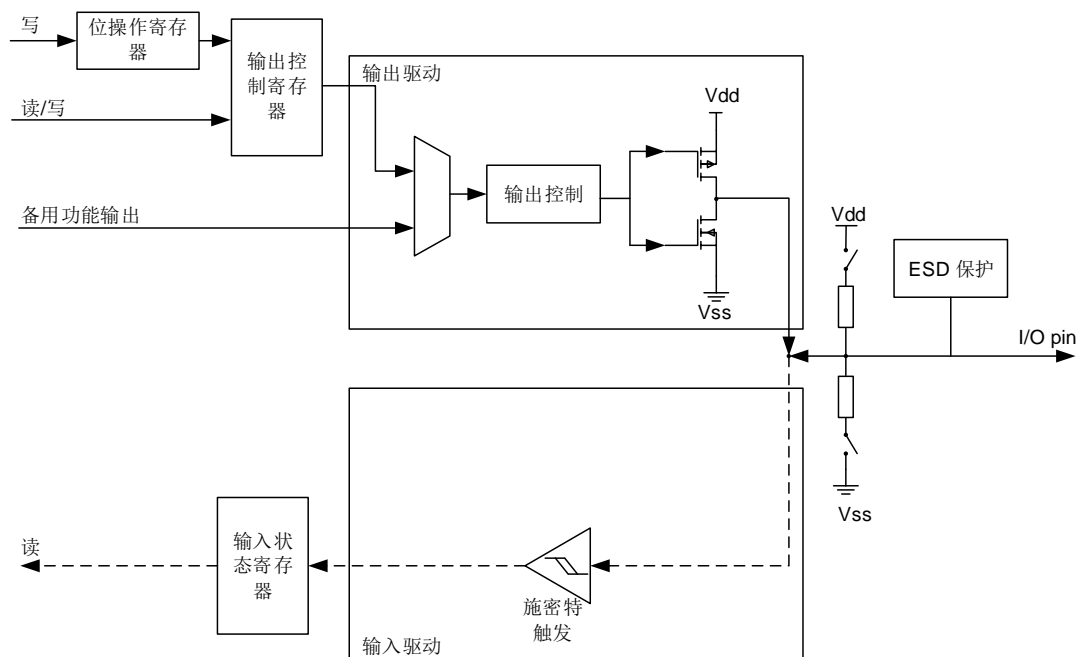 写
位操作寄存
器
输出控
制寄存
器
读/写
备用功能输出
输出驱动
Vdd
输出控制
Vss
Vdd
ESD 保护
I/O pin
Vss
输入状
态寄存
器
读
施密特
触发
输入驱动